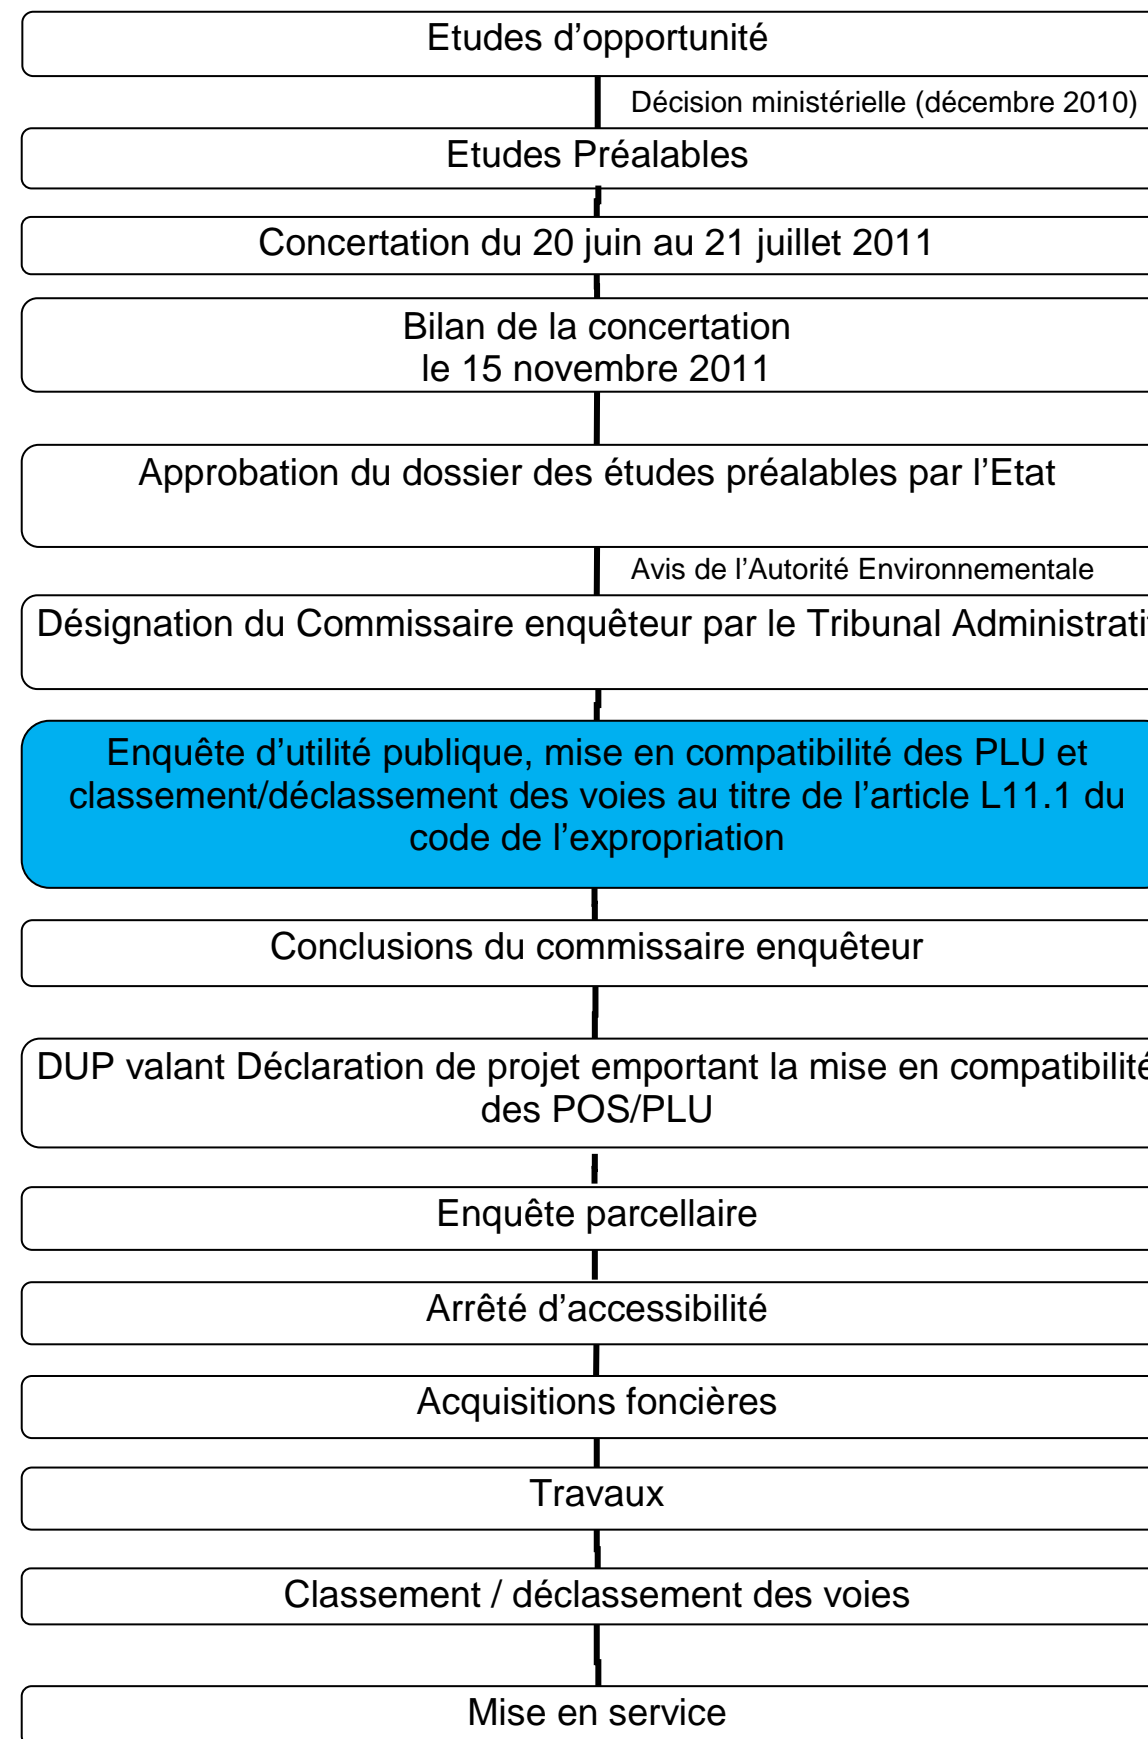 Etudes d’opportunité
Décision ministérielle (décembre 2010)
Etudes Préalables
Concertation du 20 juin au 21 juillet 2011
Bilan de la concertation
le 15 novembre 2011
Approbation du dossier des études préalables par l’Etat
Avis de l’Autorité Environnementale
Désignation du Commissaire enquêteur par le Tribunal Administrati
Enquête d’utilité publique, mise en compatibilité des PLU et
classement/déclassement des voies au titre de l’article L11.1 du
code de l’expropriation
Conclusions du commissaire enquêteur
DUP valant Déclaration de projet emportant la mise en compatibilité
des POS/PLU
Enquête parcellaire
Arrêté d’accessibilité
Acquisitions foncières
Travaux
Classement / déclassement des voies
Mise en service